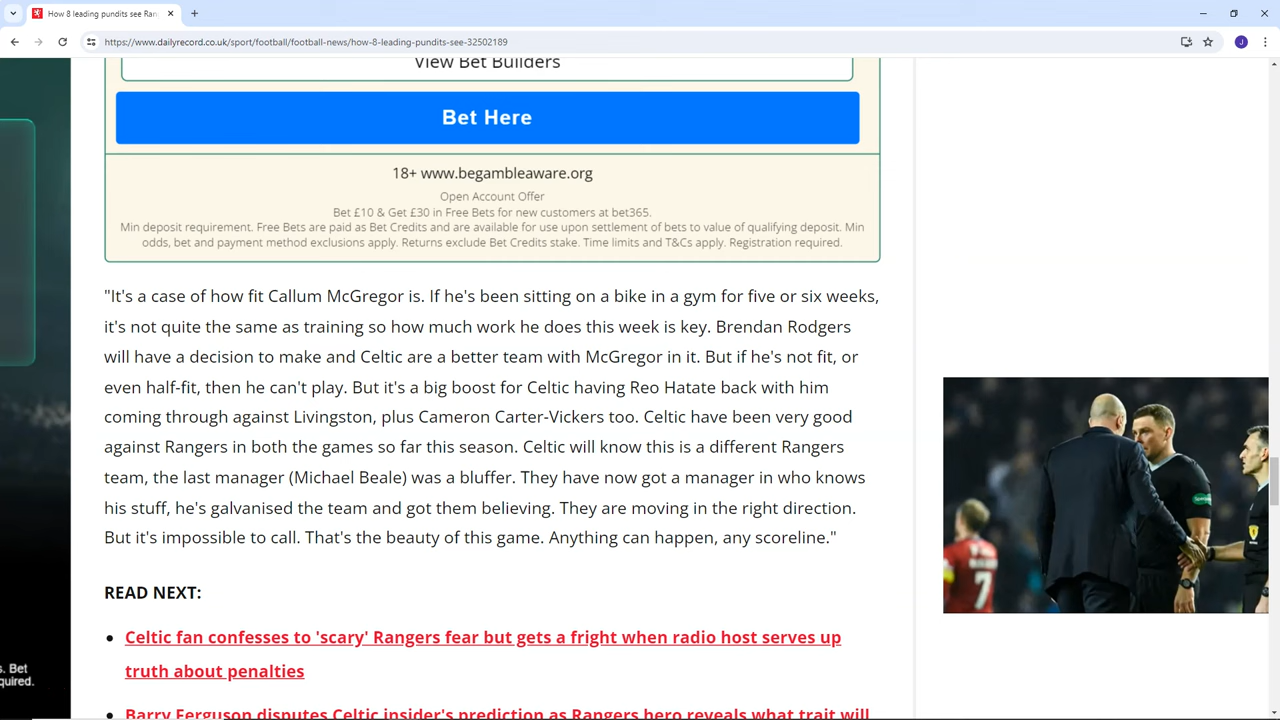 How 8 leading pundits see Ran
https://www.dailyrecord.co.uk/sport/football/football-news/how-8-leading-pundits-see-32502189
J
View Bet Builders
Bet Here
18+ www.begambleaware.org
Open Account Offer
Bet £10 & Get £30 in Free Bets for new customers at bet365.
Min deposit requirement. Free Bets are paid as Bet Credits and are available for use upon settlement of bets to value of qualifying deposit. Min
odds, bet and payment method exclusions apply. Returns exclude Bet Credits stake. Time limits and T&Cs apply. Registration required.
"It's a case of how fit Callum McGregor is. If he's been sitting on a bike in a gym for five or six weeks,
it's not quite the same as training so how much work he does this week is key. Brendan Rodgers
will have a decision to make and Celtic are a better team with McGregor in it. But if he's not fit, or
even half-fit, then he can't play. But it's a big boost for Celtic having Reo Hatate back with him
coming through against Livingston, plus Cameron Carter-Vickers too. Celtic have been very good
against Rangers in both the games so far this season. Celtic will know this is a different Rangers
team, the last manager (Michael Beale) was a bluffer. They have now got a manager in who knows
his stuff, he's galvanised the team and got them believing. They are moving in the right direction.
But it's impossible to call. That's the beauty of this game. Anything can happen, any scoreline."
READ NEXT:
Celtic fan confesses to 'scary' Rangers fear but gets a fright when radio host serves up
truth about penalties
Barry Ferguson disputes Celtic insider's prediction as Rangers hero reveals what trait will
s. Bet
quired.
7